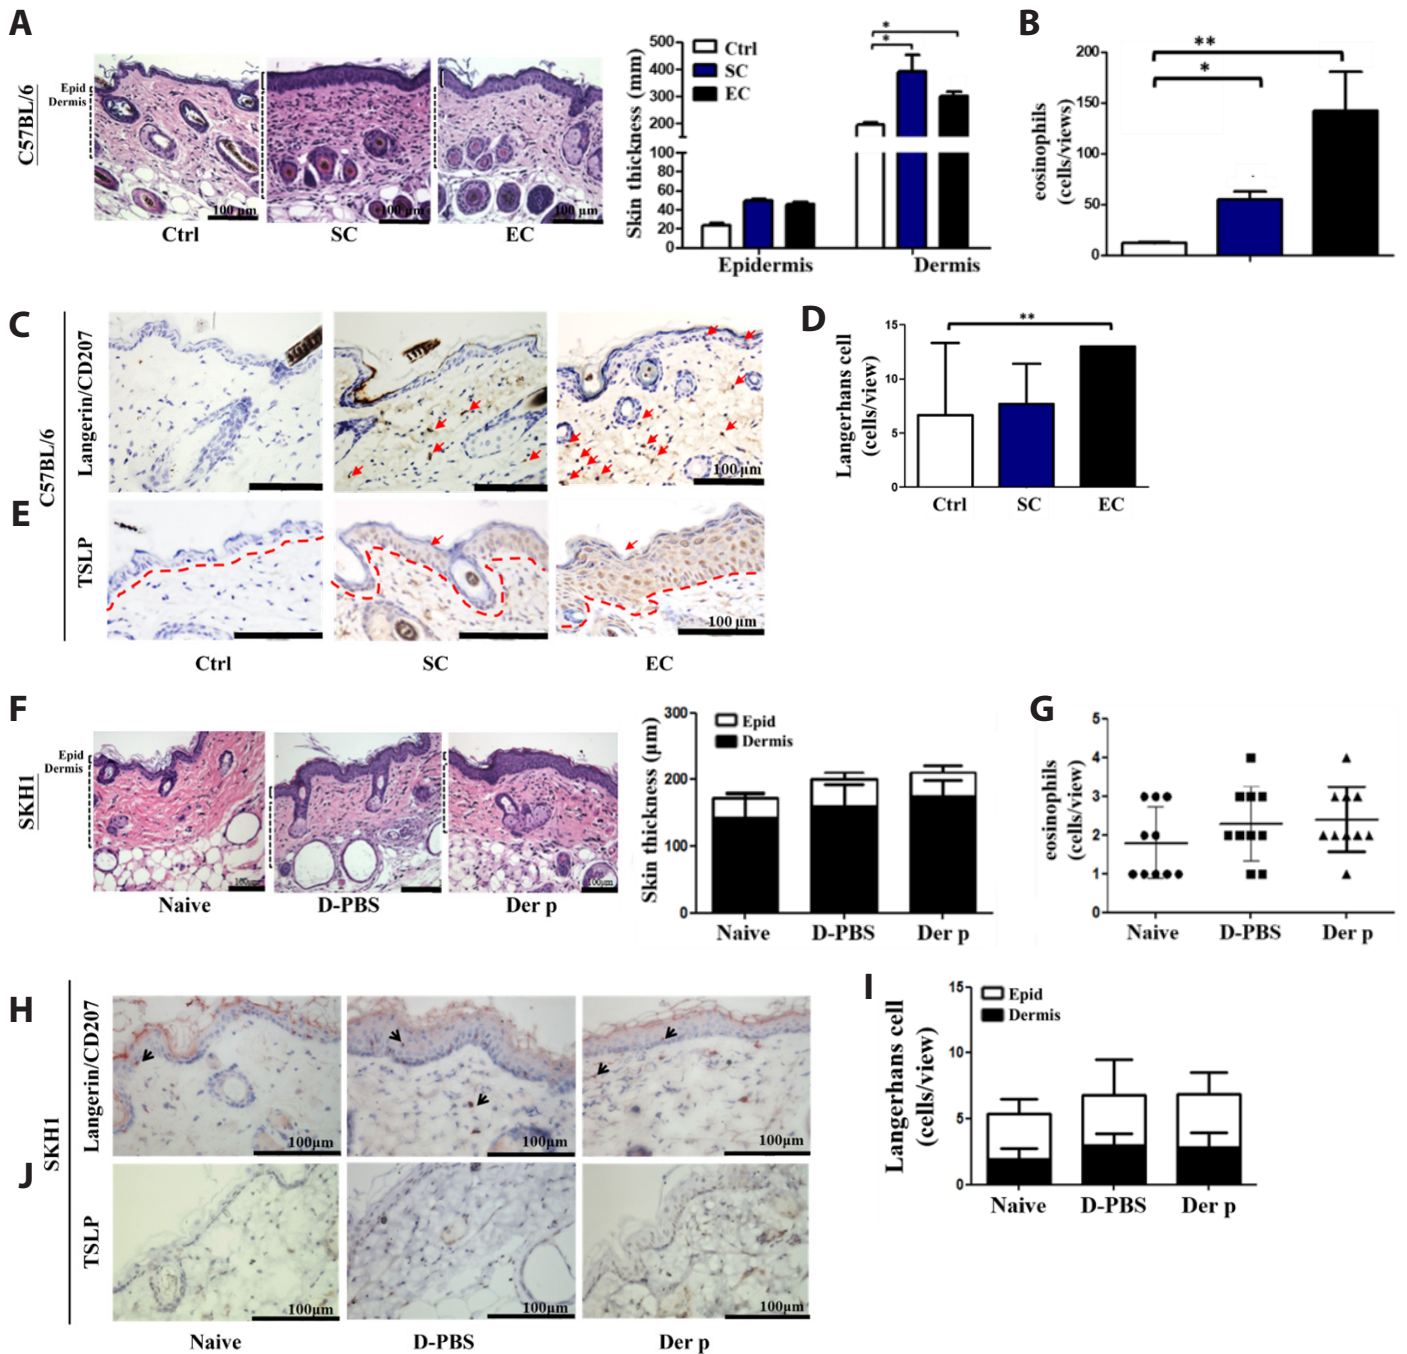 A
C57BL/6
Epid
Dermis
100 µm
100 µm
100 µm
Ctrl
SC
EC
Skin thickness (mm)
500
400
300
200
100
80
60
40
20
0
Ctrl
SC
EC
*
*
Epidermis
Dermis
B
eosinophils
(cells/views)
200
150
100
50
0
**
*
C
C57BL/6
Langerin/CD207
100 µm
D
Langerhans cell
(cells/view)
15
10
5
0
**
Ctrl
SC
EC
E
TSLP
100 µm
Ctrl
SC
EC
F
SKH1
Epid
Dermis
100µm
100µm
Naive
D-PBS
Der p
Skin thickness (µm)
300
200
100
0
Epid
Dermis
Naive
D-PBS
Der p
G
eosinophils
(cells/view)
5
4
3
2
1
0
Naive
D-PBS
Der p
H
SKH1
Langerin/CD207
100µm
100µm
100µm
I
Langerhans cell
(cells/view)
15
10
5
0
Epid
Dermis
Naive
D-PBS
Der p
J
TSLP
100µm
100µm
100µm
Naive
D-PBS
Der p